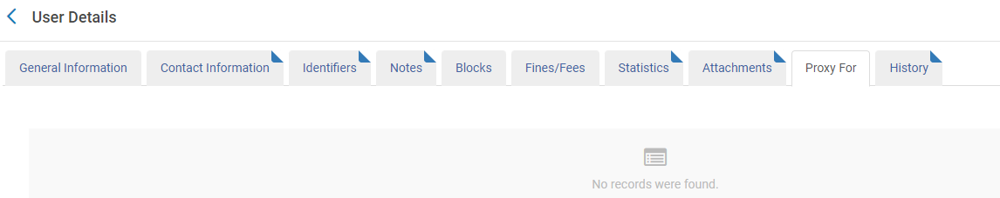 User Details
General Information Contact Information Identifiers Notes Blocks Fines/Fees Statistics Attachments Proxy For History
No records were found.